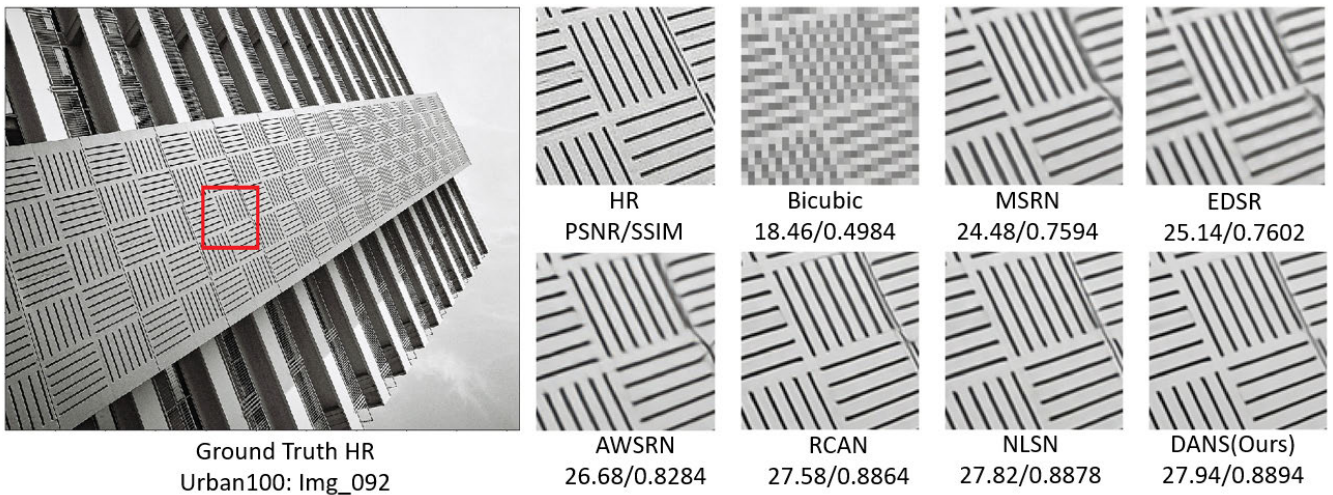 HR
PSNR/SSIM
Bicubic
18.46/0.4984
MSRN
24.48/0.7594
EDSR
25.14/0.7602
Ground Truth HR
Urban100: Img_092
AWSRN
26.68/0.8284
RCAN
27.58/0.8864
NLSN
27.82/0.8878
DANS(Ours)
27.94/0.8894